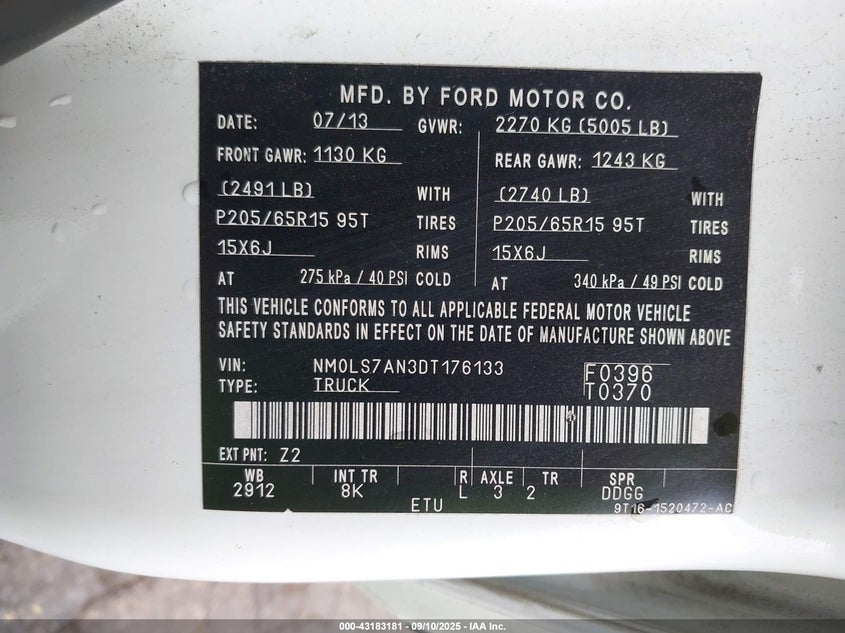 MFD. BY FORD MOTOR CO.
DATE: 07/13 GVWR: 2270 KG (5005 LB)
FRONT GAWR: 1130 KG REAR GAWR: 1243 KG
(2491 LB) WITH (2740 LB) WITH
P205/65R15 95T TIRES P205/65R15 95T TIRES
15X6J RIMS 15X6J RIMS
AT 275 kPa / 40 PSI COLD AT 340 kPa / 49 PSI COLD
THIS VEHICLE CONFORMS TO ALL APPLICABLE FEDERAL MOTOR VEHICLE
SAFETY STANDARDS IN EFFECT ON THE DATE OF MANUFACTURE SHOWN ABOVE
VIN: NM0LS7AN3DT176133 F0396
TYPE: TRUCK T0370
EXT PNT: Z2
WB INT TR R AXLE TR SPR
2912 8K L 3 2 DDGG
ETU 9T16-1520472-AC
000-43183181 - 09/10/2025 - IAA Inc.